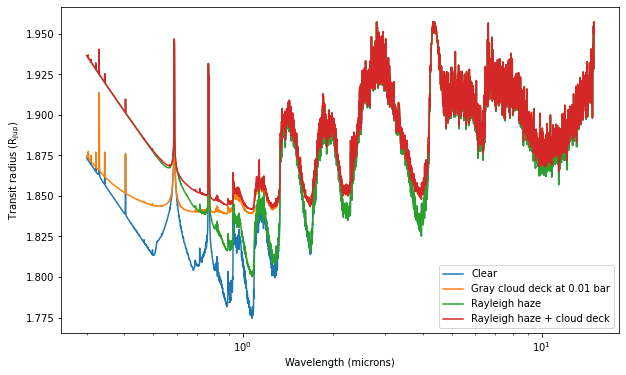 1.950
1.925
1.900
1.875
1.850
1.825
1.800
1.775
Transit radius (R_Jup)
10⁰
10¹
Wavelength (microns)
Clear
Gray cloud deck at 0.01 bar
Rayleigh haze
Rayleigh haze + cloud deck